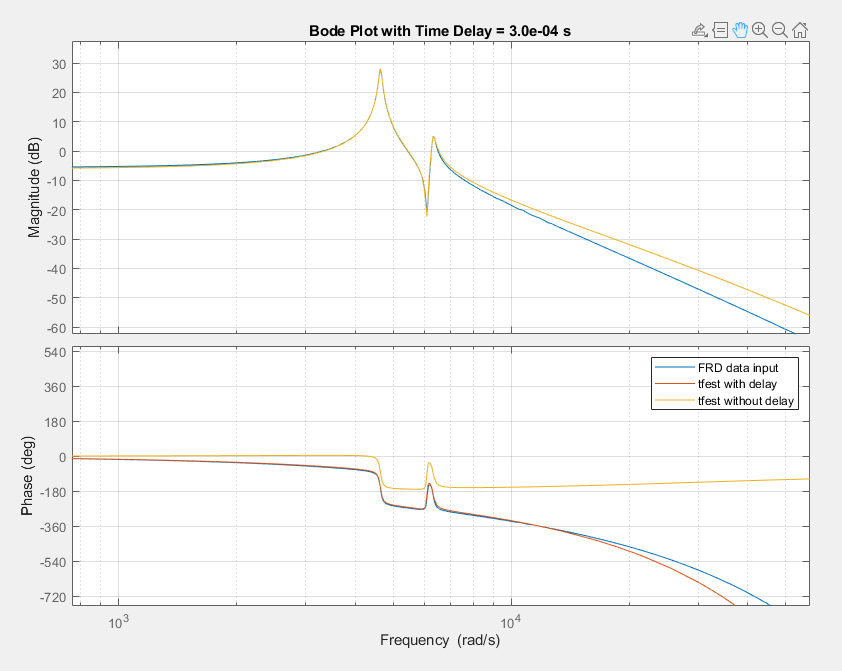 Bode Plot with Time Delay = 3.0e-04 s
Magnitude (dB)
30
20
10
0
-10
-20
-30
-40
-50
-60
Phase (deg)
540
360
180
0
-180
-360
-540
-720
FRD data input
tfest with delay
tfest without delay
10^3
10^4
Frequency (rad/s)